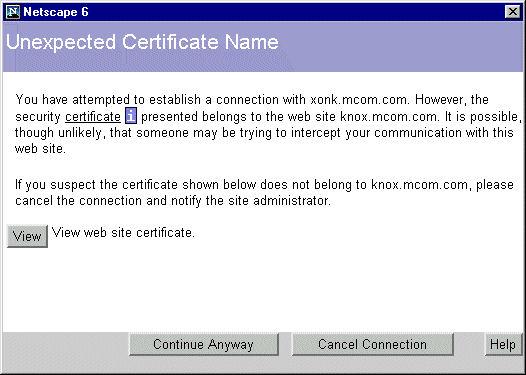 Netscape 6
Unexpected Certificate Name
You have attempted to establish a connection with xonk.mcom.com. However, the
security certificate i presented belongs to the web site knox.mcom.com. It is possible,
though unlikely, that someone may be trying to intercept your communication with this
web site.
If you suspect the certificate shown below does not belong to knox.mcom.com, please
cancel the connection and notify the site administrator.
View View web site certificate.
Continue Anyway Cancel Connection Help